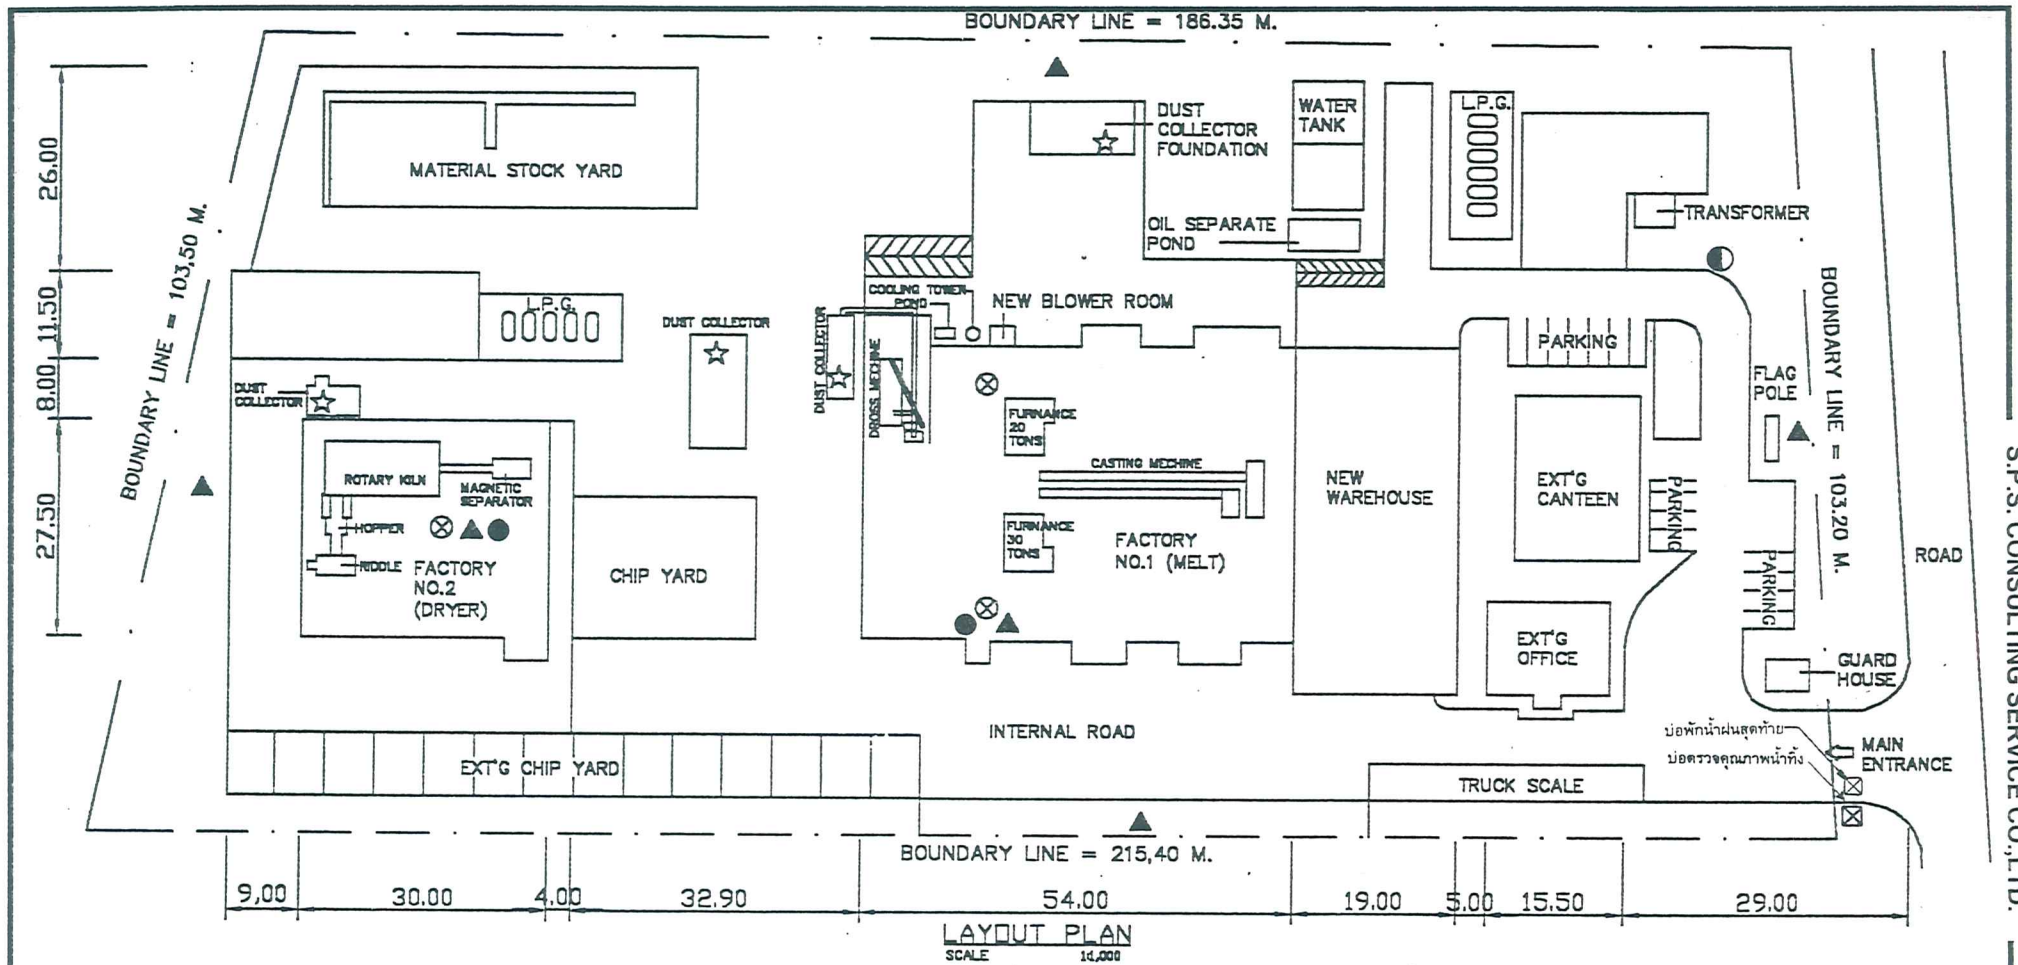 BOUNDARY LINE = 186.35 M.
26.00
11.50
8.00
27.50
BOUNDARY LINE = 103,50 M.
MATERIAL STOCK YARD
DUST
COLLECTOR
FOUNDATION
WATER
TANK
L.P.G.
OIL SEPARATE
POND
TRANSFORMER
L.P.G.
DUST COLLECTOR
COOLING TOWER
POND
NEW BLOWER ROOM
DUST COLLECTOR
DROSS MECHINE
PARKING
FLAG
POLE
BOUNDARY LINE = 103.20 M.
ROAD
DUST
COLLECTOR
ROTARY KILN
MAGNETIC
SEPARATOR
HOPPER
RIDDLE
FACTORY
NO.2
(DRYER)
CHIP YARD
FURNANCE
20
TONS
CASTING MECHINE
FURNANCE
30
TONS
FACTORY
NO.1 (MELT)
NEW
WAREHOUSE
EXT'G
CANTEEN
PARKING
PARKING
EXT'G
OFFICE
GUARD
HOUSE
INTERNAL ROAD
EXT'G CHIP YARD
TRUCK SCALE
บ่อพักน้ำฝนสุดท้าย
บ่อตรวจคุณภาพน้ำทิ้ง
MAIN
ENTRANCE
BOUNDARY LINE = 215,40 M.
9,00
30.00
4.00
32.90
54.00
19.00
5.00
15.50
29.00
LAYOUT PLAN
SCALE 1:1,000
S.P.S. CONSULTING SERVICE CO.,LTD.